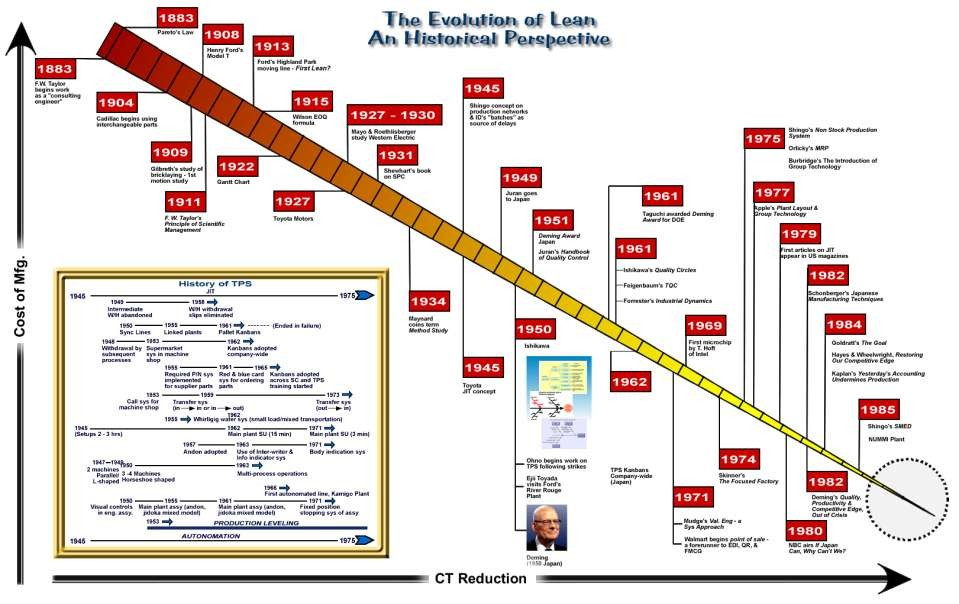 The Evolution of Lean
An Historical Perspective
1883
Pareto's Law
1883
F.W. Taylor
begins work
as a "consulting
engineer"
1908
Henry Ford's
Model T
1913
Ford's Highland Park
moving line - First Lean?
1904
Cadillac begins using
interchangeable parts
1915
Wilson EOQ
formula
1909
Gilbreth's study of
bricklaying - 1st
motion study
1911
F. W. Taylor's
Principle of Scientific
Management
1922
Gantt Chart
1927 - 1930
Mayo & Roethlisberger
study Western Electric
1931
Shewhart's book
on SPC
1927
Toyota Motors
1934
Maynard
coins term
Method Study
1945
Shingo concept on
production networks
& ID's "batches" as
source of delays
1945
Toyota
JIT concept
1949
Juran goes
to Japan
1951
Deming Award
Japan
Juran's Handbook
of Quality Control
1950
Ishikawa
Ohno begins work on
TPS following strikes
Eji Toyada
visits Ford's
River Rouge
Plant
Deming
(1950 Japan)
1961
Taguchi awarded Deming
Award for DOE
1961
Ishikawa's Quality Circles
Feigenbaum's TQC
Forrester's Industrial Dynamics
1962
TPS Kanbans
Company-wide
(Japan)
1969
First microchip
by T. Hoft
of Intel
1971
Mudge's Val. Eng - a
Sys Approach
Walmart begins point of sale -
a forerunner to EDI, QR, &
FMCG
1974
Skinner's
The Focused Factory
1975
Shingo's Non Stock Production
System
Orlicky's MRP
Burbridge's The Introduction of
Group Technology
1977
Apple's Plant Layout &
Group Technology
1979
First articles on JIT
appear in US magazines
1982
Schonberger's Japanese
Manufacturing Techniques
1984
Goldratt's The Goal
Hayes & Wheelwright, Restoring
Our Competitive Edge
Kaplan's Yesterday's Accounting
Undermines Production
1985
Shingo's SMED
NUMMI Plant
1982
Deming's Quality,
Productivity &
Competitive Edge,
Out of Crisis
1980
NBC airs If Japan
Can, Why Can't We?
Cost of Mfg.
CT Reduction
History of TPS
JIT
1945 1975
1949 1958
Intermediate W/H withdrawal
W/H abandoned slips eliminated
1950 1955 1961 (Ended in failure)
Sync Lines Linked plants Pallet Kanbans
1948 1953 1962
Withdrawal by Supermarket Kanbans adopted
subsequent sys in machine company-wide
processes shop
1955 1961 1965
Required P/N sys Red & blue card Kanbans adopted
implemented sys for ordering across SC and TPS
for supplier parts parts training started
1953 1959 1973
Call sys for Transfer sys Transfer sys
machine shop (in in or in out) (out in)
1962
1955 Whirligig water sys (small load/mixed transportation)
1945 1962 1971
(Setups 2 - 3 hrs) Main plant SU (15 min) Main plant SU (3 min)
1957 1963 1971
Andon adopted Use of Inter-writer & Body indication sys
Info indicator sys
1947 1948 1950 1963
2 machines 3 -4 Machines Multi-process operations
Parallel Horseshoe shaped
L-shaped
1966
First automated line, Kamigo Plant
1950 1955 1961 1971
Visual controls Main plant assy (andon, Main plant assy (andon, Fixed position
in eng. assy. jidoka mixed model) jidoka mixed model) stopping sys of assy
1953
PRODUCTION LEVELING
AUTONOMATION
1945 1975